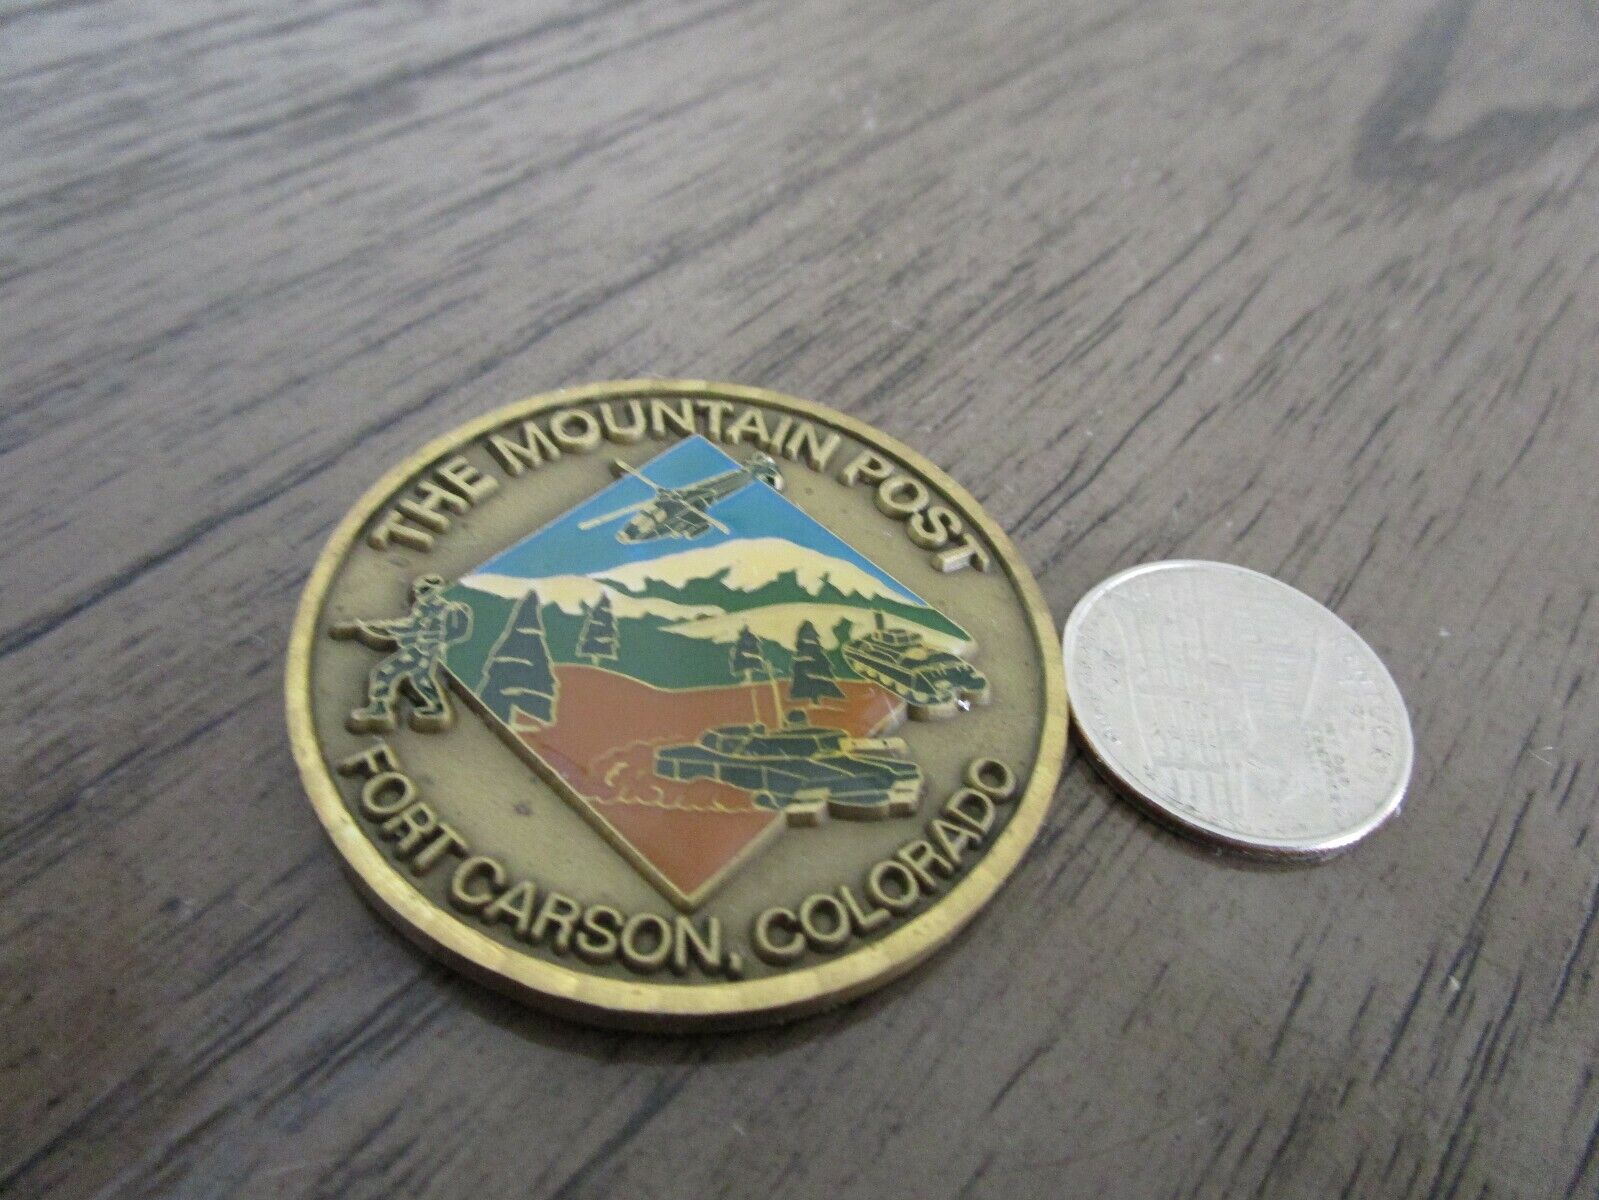 THE MOUNTAIN POST
FORT CARSON, COLORADO